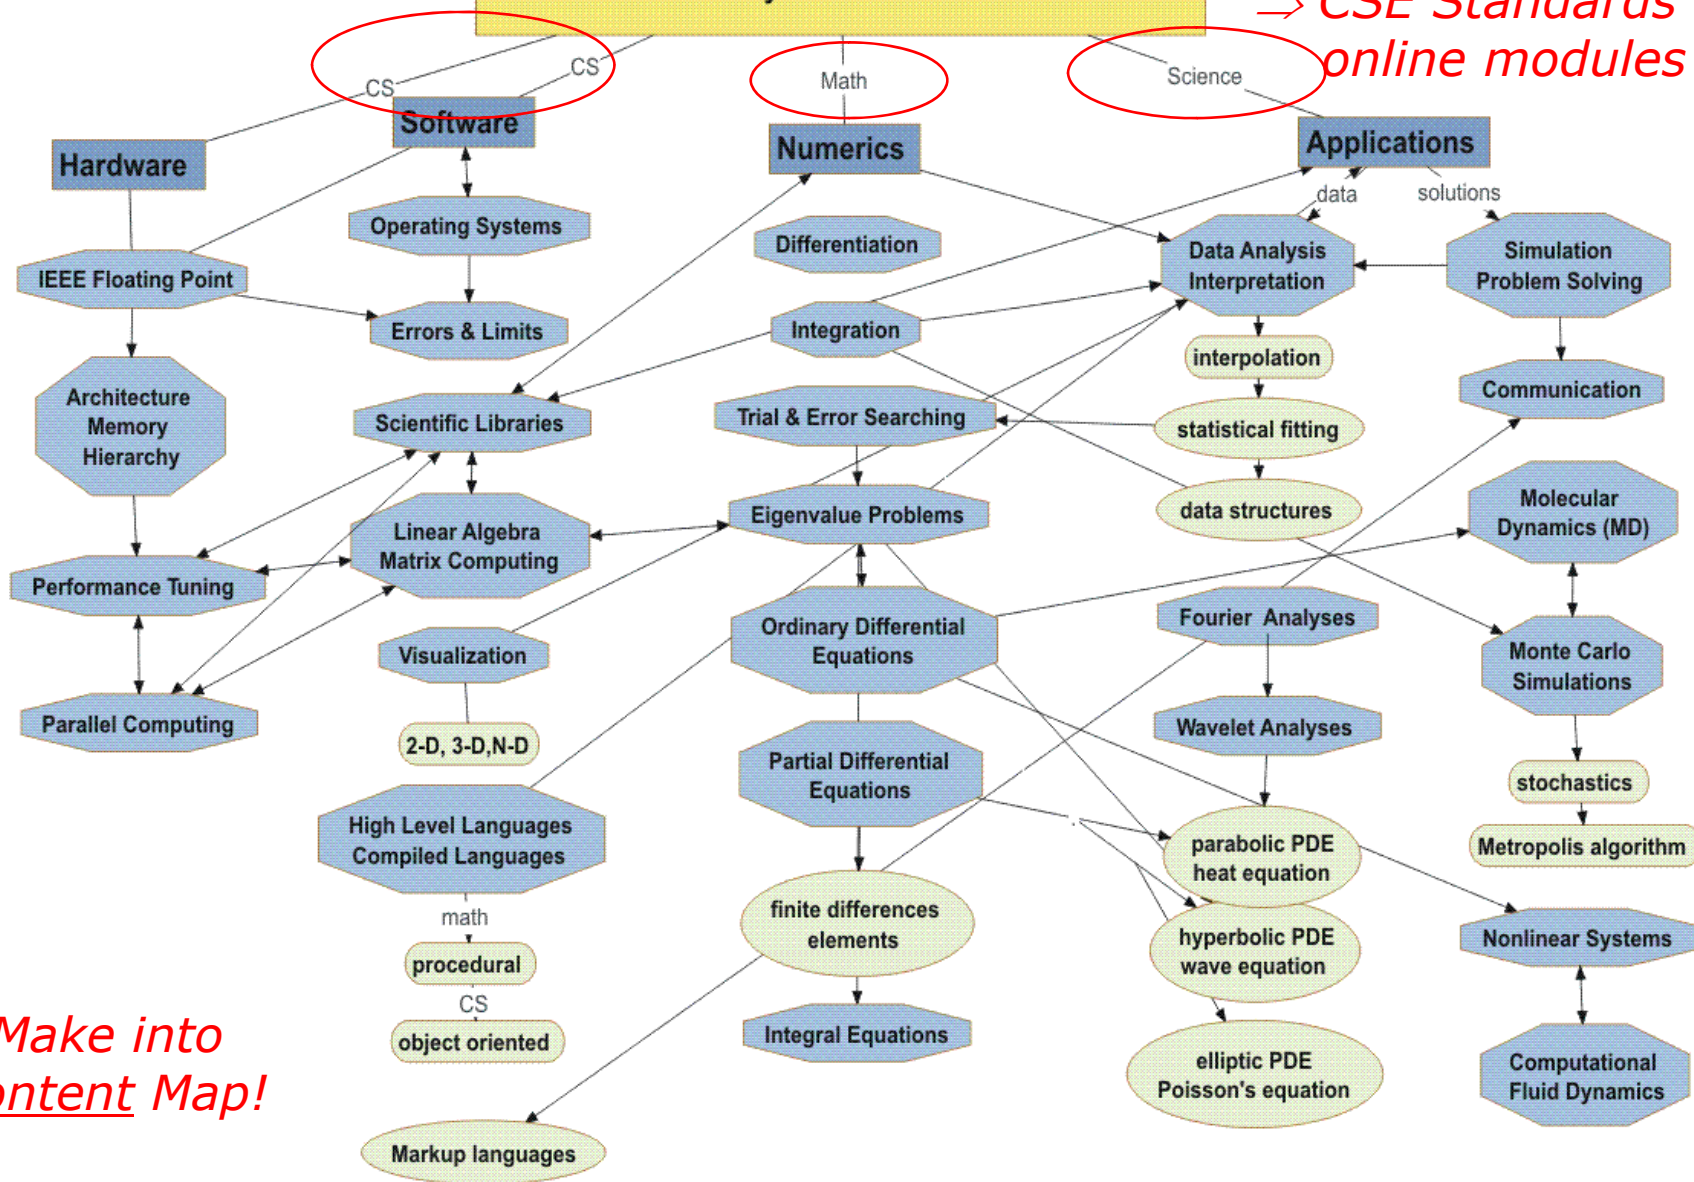 ⇒ CSE Standards
online modules
CS
CS
Math
Science
Hardware
Software
Numerics
Applications
data
solutions
Operating Systems
Differentiation
Data Analysis
Interpretation
Simulation
Problem Solving
IEEE Floating Point
Errors & Limits
Integration
interpolation
Communication
Architecture
Memory
Hierarchy
Scientific Libraries
Trial & Error Searching
statistical fitting
data structures
Molecular
Dynamics (MD)
Linear Algebra
Matrix Computing
Eigenvalue Problems
Performance Tuning
Ordinary Differential
Equations
Fourier Analyses
Monte Carlo
Simulations
Visualization
Parallel Computing
Wavelet Analyses
2-D, 3-D,N-D
Partial Differential
Equations
stochastics
High Level Languages
Compiled Languages
parabolic PDE
heat equation
Metropolis algorithm
math
finite differences
elements
procedural
hyperbolic PDE
wave equation
Nonlinear Systems
CS
object oriented
Integral Equations
elliptic PDE
Poisson's equation
Computational
Fluid Dynamics
Make into
ontent Map!
Markup languages